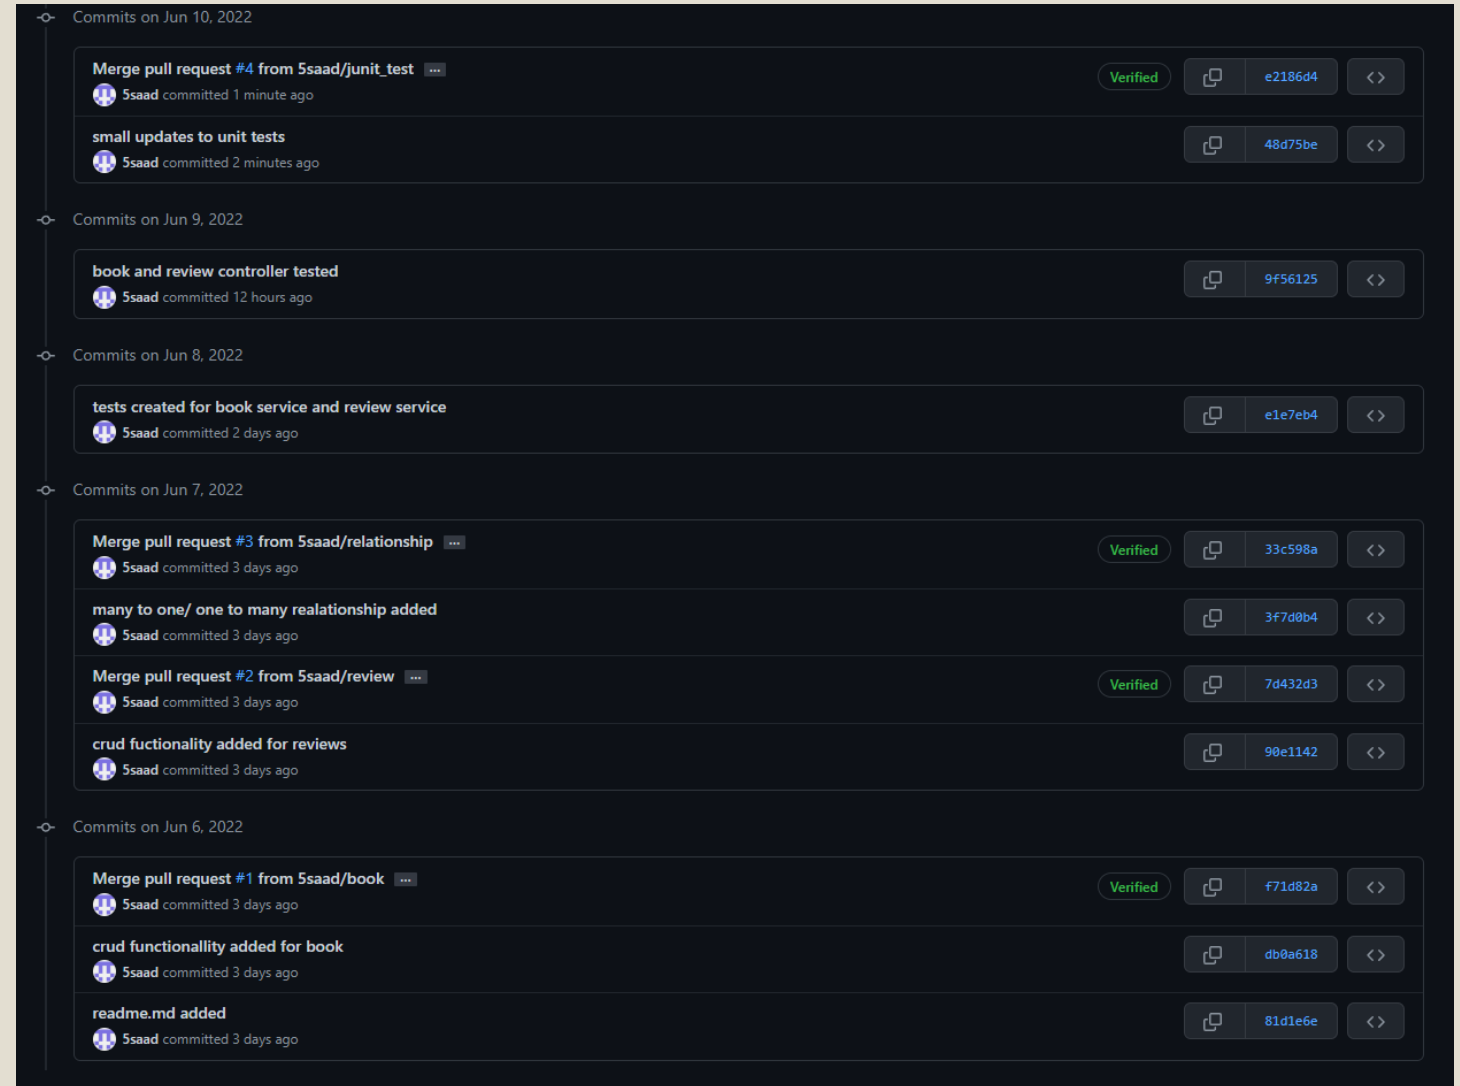 Commits on Jun 10, 2022
Merge pull request #4 from 5saad/junit_test ...
Verified
e2186d4
5saad committed 1 minute ago
small updates to unit tests
48d75be
5saad committed 2 minutes ago
Commits on Jun 9, 2022
book and review controller tested
9f56125
5saad committed 12 hours ago
Commits on Jun 8, 2022
tests created for book service and review service
e1e7eb4
5saad committed 2 days ago
Commits on Jun 7, 2022
Merge pull request #3 from 5saad/relationship ...
Verified
33c598a
5saad committed 3 days ago
many to one/ one to many realationship added
3f7d0b4
5saad committed 3 days ago
Merge pull request #2 from 5saad/review ...
Verified
7d432d3
5saad committed 3 days ago
crud fuctionality added for reviews
90e1142
5saad committed 3 days ago
Commits on Jun 6, 2022
Merge pull request #1 from 5saad/book ...
Verified
f71d82a
5saad committed 3 days ago
crud functionallity added for book
db0a618
5saad committed 3 days ago
readme.md added
81d1e6e
5saad committed 3 days ago